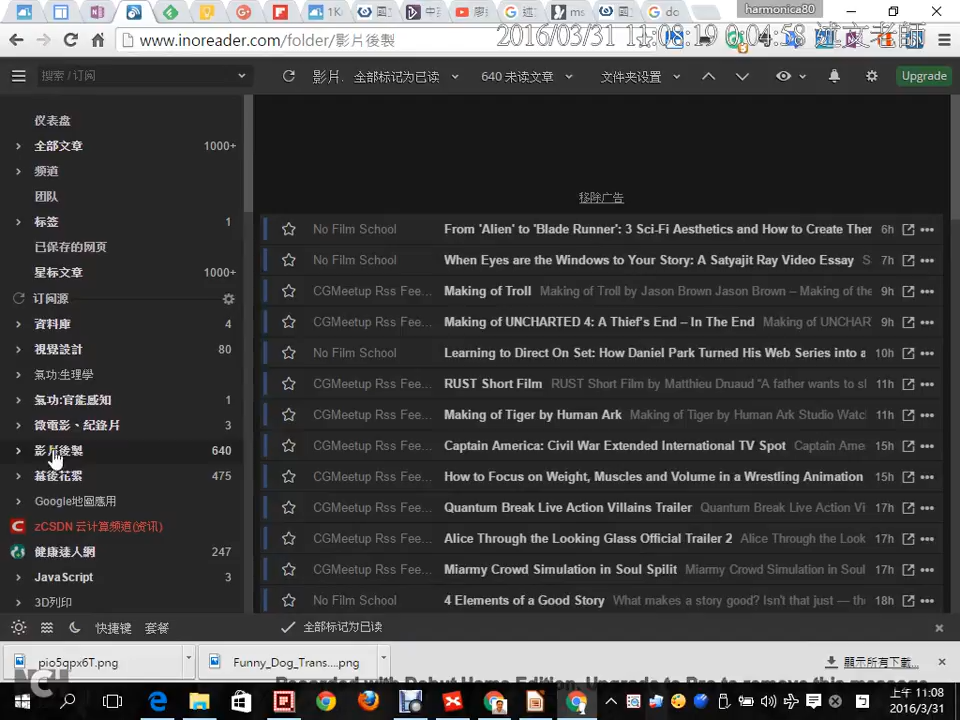 harmonica80
www.inoreader.com/folder/影片後製
2016/03/31 11:08:19 0:04:58
搜索 / 订阅
影片. 全部标记为已读
640 未读文章
文件夹设置
Upgrade
仪表盘
全部文章 1000+
频道
团队
标签 1
已保存的网页
星标文章 1000+
订阅源
資料庫 4
視覺設計 80
氣功:生理學
氣功:官能感知 1
微電影、紀錄片 3
影片後製 640
幕後花絮 475
Google地圖應用
zCSDN 云计算频道(资讯)
健康達人網 247
JavaScript 3
3D列印
移除广告
No Film School From 'Alien' to 'Blade Runner': 3 Sci-Fi Aesthetics and How to Create Ther 6h
No Film School When Eyes are the Windows to Your Story: A Satyajit Ray Video Essay S 7h
CGMeetup Rss Fee... Making of Troll Making of Troll by Jason Brown Jason Brown – Making of the 9h
CGMeetup Rss Fee... Making of UNCHARTED 4: A Thief's End – In The End Making of UNCHAR 9h
No Film School Learning to Direct On Set: How Daniel Park Turned His Web Series into a 10h
CGMeetup Rss Fee... RUST Short Film RUST Short Film by Matthieu Druaud "A father wants to sl 11h
CGMeetup Rss Fee... Making of Tiger by Human Ark Making of Tiger by Human Ark Studio Watc 11h
CGMeetup Rss Fee... Captain America: Civil War Extended International TV Spot Captain Ame 15h
CGMeetup Rss Fee... How to Focus on Weight, Muscles and Volume in a Wrestling Animation 15h
CGMeetup Rss Fee... Quantum Break Live Action Villains Trailer Quantum Break Live Action Vi 17h
CGMeetup Rss Fee... Alice Through the Looking Glass Official Trailer 2 Alice Through the Look 17h
CGMeetup Rss Fee... Miarmy Crowd Simulation in Soul Spilit Miarmy Crowd Simulation in Soul 17h
No Film School 4 Elements of a Good Story What makes a story good? Isn't that just — the 18h
快捷键 套餐
全部标记为已读
pio5qpx6T.png
Funny_Dog_Trans....png
顯示所有下載...
上午 11:08
2016/3/31